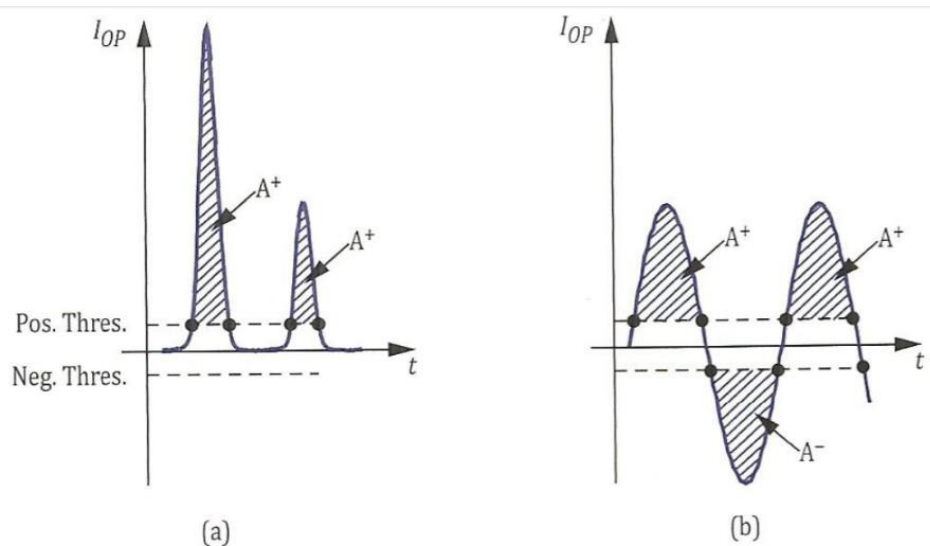 I_OP
A⁺
A⁺
Pos. Thres.
Neg. Thres.
t
(a)
I_OP
A⁺
A⁺
A⁻
t
(b)